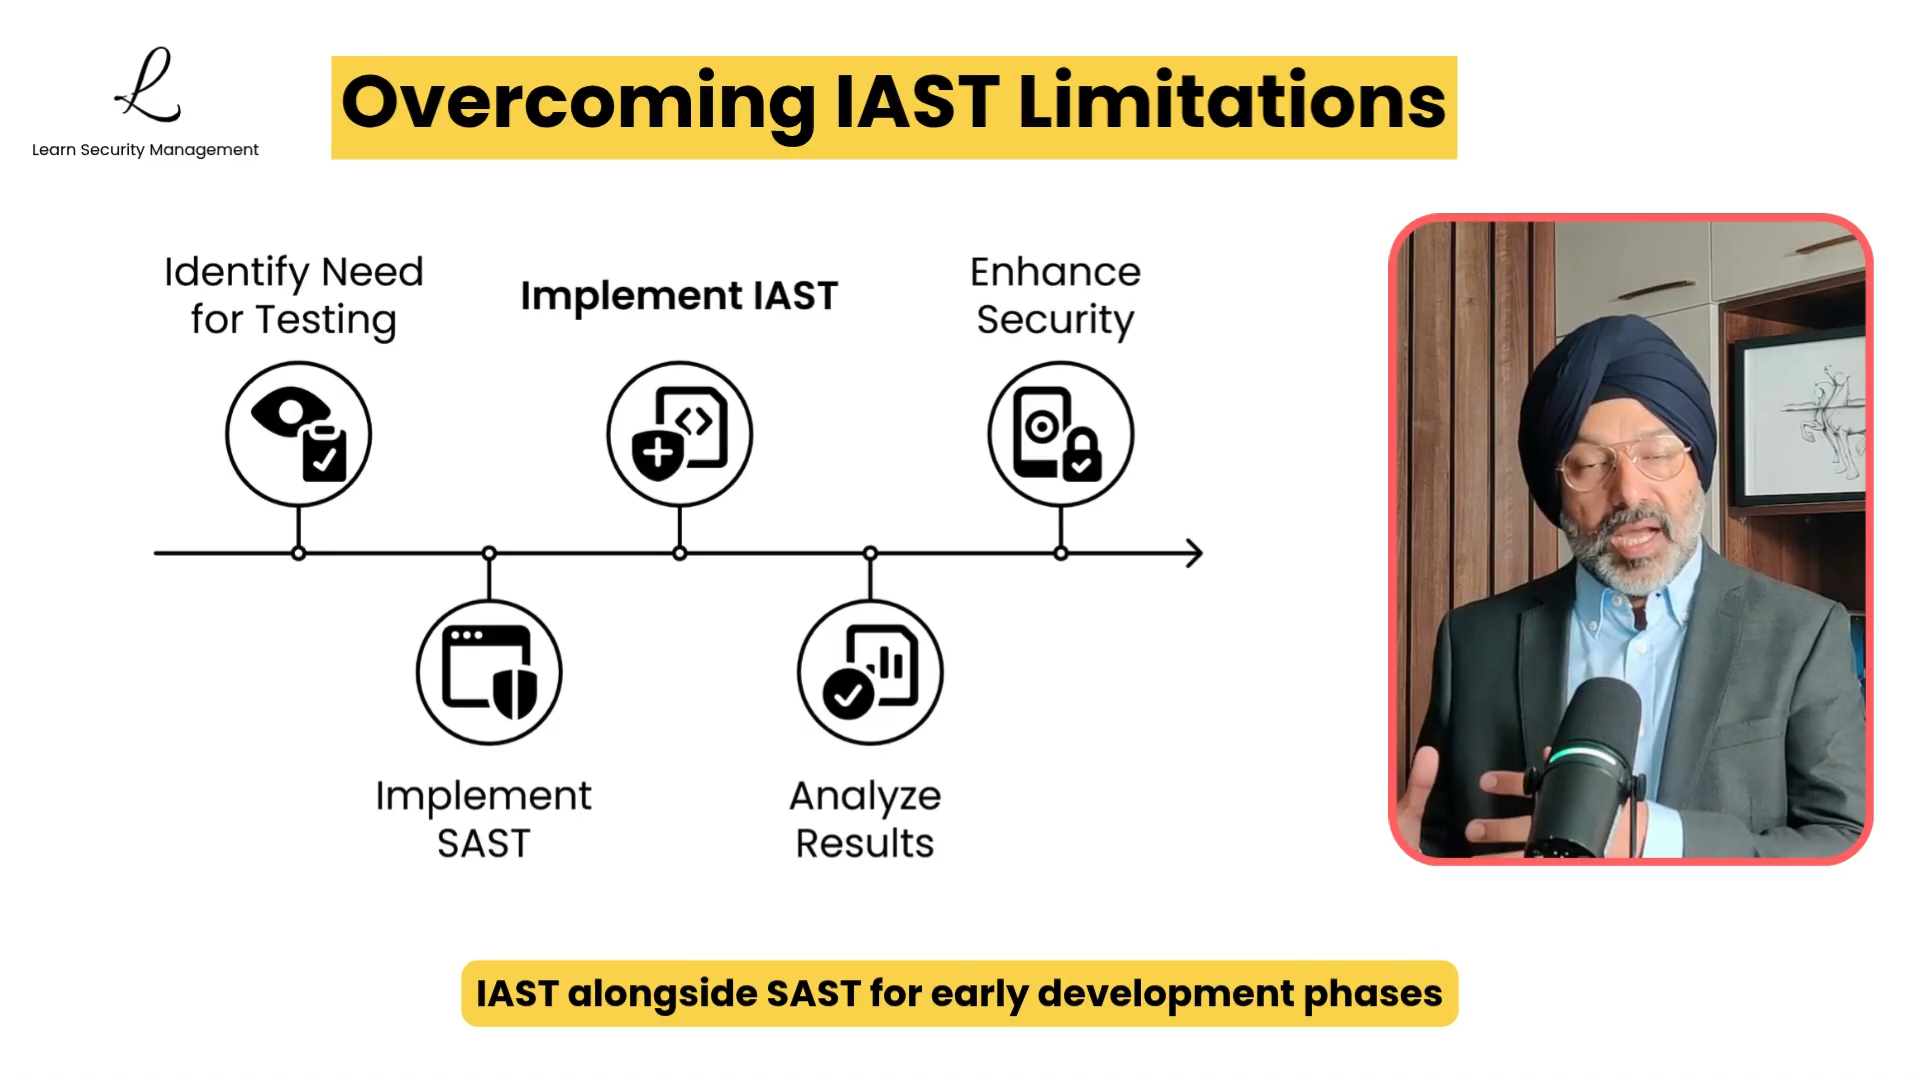 Learn Security Management
Overcoming IAST Limitations
Identify Need
for Testing
Implement
SAST
Implement IAST
Analyze
Results
Enhance
Security
IAST alongside SAST for early development phases